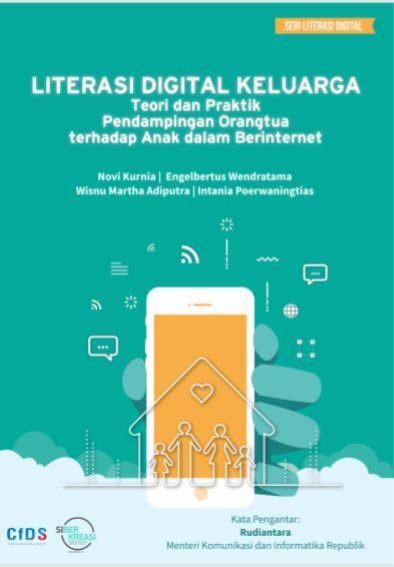 SERI LITERASI DIGITAL
LITERASI DIGITAL KELUARGA
Teori dan Praktik
Pendampingan Orangtua
terhadap Anak dalam Berinternet
Novi Kurnia | Engelbertus Wendratama
Wisnu Martha Adiputra | Intania Poerwaningtias
CfDS
SIBER
KREASI
Kata Pengantar:
Rudiantara
Menteri Komunikasi dan Informatika Republik